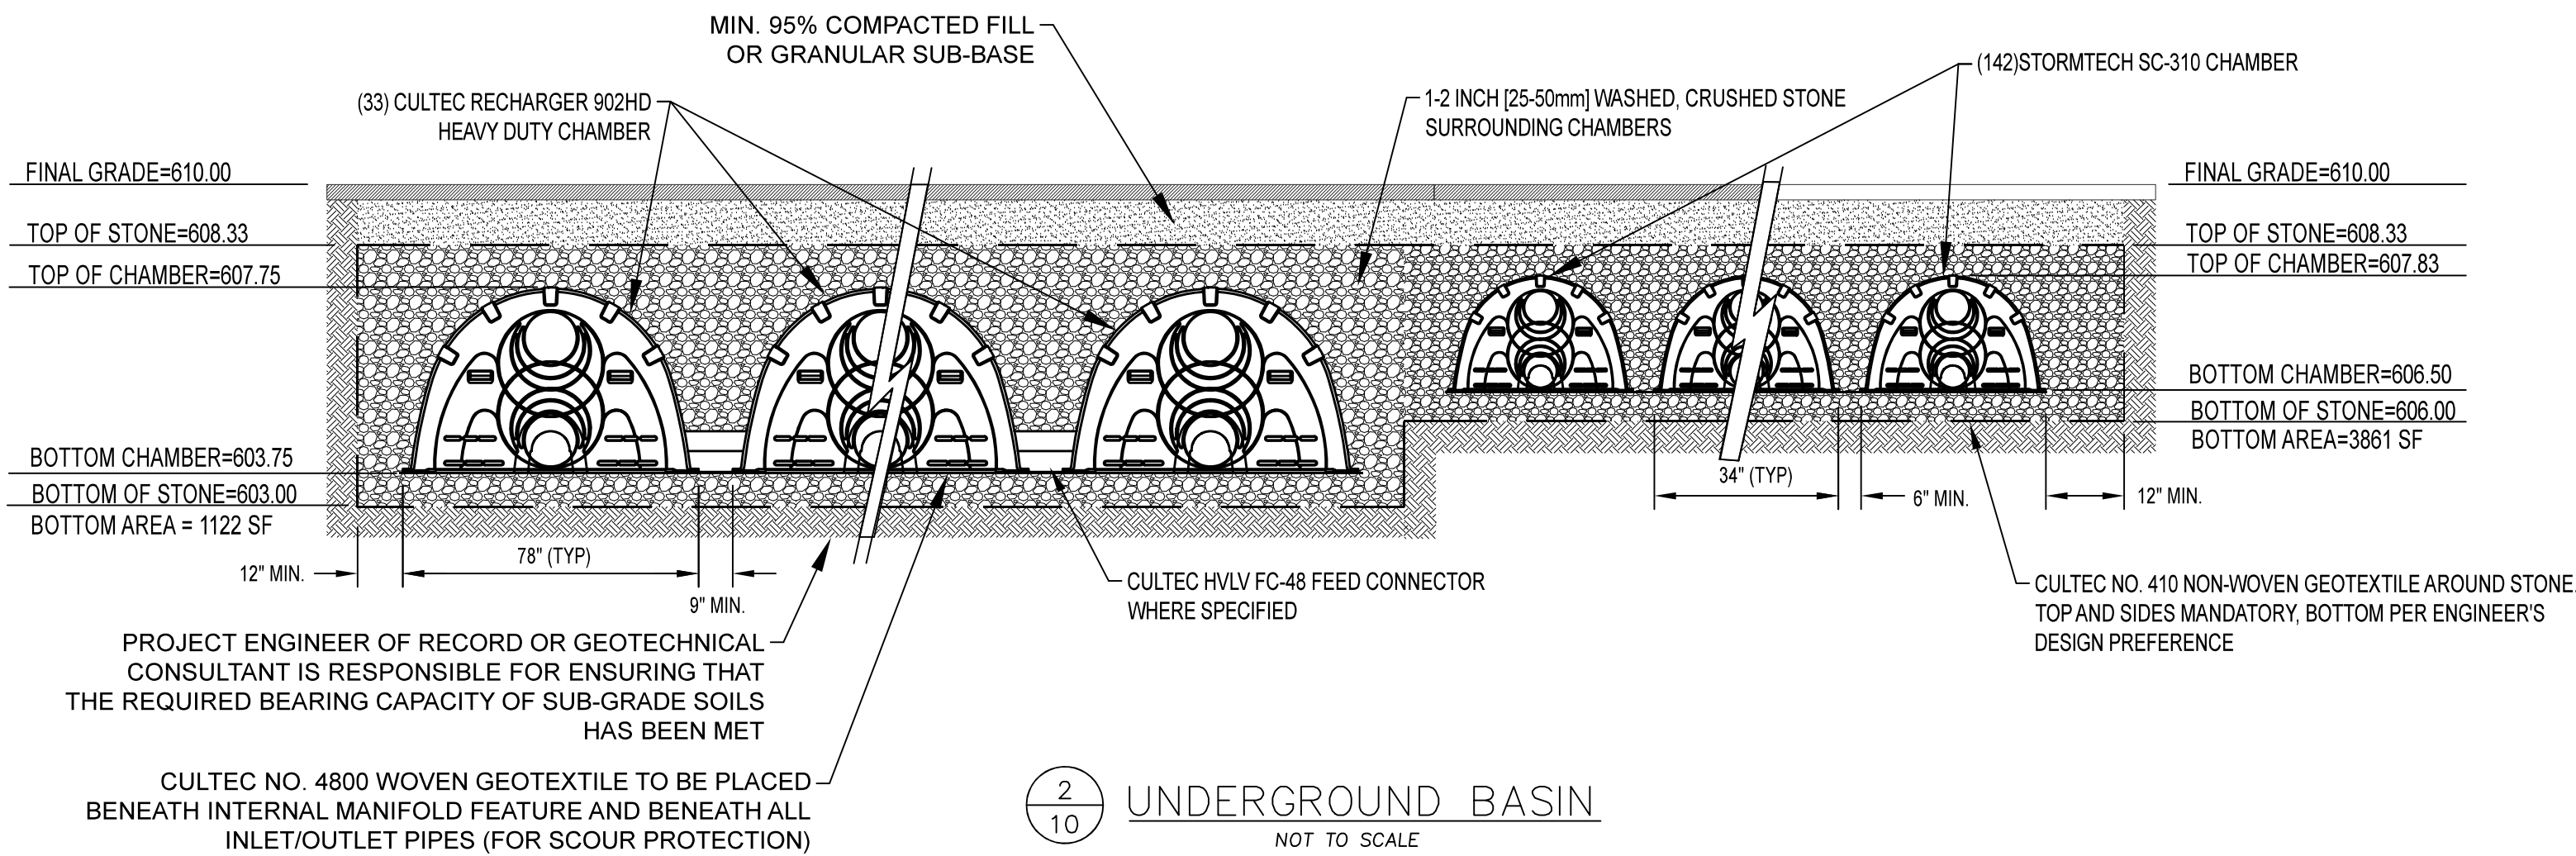 MIN. 95% COMPACTED FILL
OR GRANULAR SUB-BASE
(142)STORMTECH SC-310 CHAMBER
(33) CULTEC RECHARGER 902HD
HEAVY DUTY CHAMBER
1-2 INCH [25-50mm] WASHED, CRUSHED STONE
SURROUNDING CHAMBERS
FINAL GRADE=610.00
TOP OF STONE=608.33
TOP OF CHAMBER=607.75
BOTTOM CHAMBER=603.75
BOTTOM OF STONE=603.00
BOTTOM AREA = 1122 SF
FINAL GRADE=610.00
TOP OF STONE=608.33
TOP OF CHAMBER=607.83
BOTTOM CHAMBER=606.50
BOTTOM OF STONE=606.00
BOTTOM AREA=3861 SF
12" MIN.
78" (TYP)
9" MIN.
34" (TYP)
6" MIN.
12" MIN.
CULTEC HVLV FC-48 FEED CONNECTOR
WHERE SPECIFIED
CULTEC NO. 410 NON-WOVEN GEOTEXTILE AROUND STONE.
TOP AND SIDES MANDATORY, BOTTOM PER ENGINEER'S
DESIGN PREFERENCE
PROJECT ENGINEER OF RECORD OR GEOTECHNICAL
CONSULTANT IS RESPONSIBLE FOR ENSURING THAT
THE REQUIRED BEARING CAPACITY OF SUB-GRADE SOILS
HAS BEEN MET
CULTEC NO. 4800 WOVEN GEOTEXTILE TO BE PLACED
BENEATH INTERNAL MANIFOLD FEATURE AND BENEATH ALL
INLET/OUTLET PIPES (FOR SCOUR PROTECTION)
2
10
UNDERGROUND BASIN
NOT TO SCALE